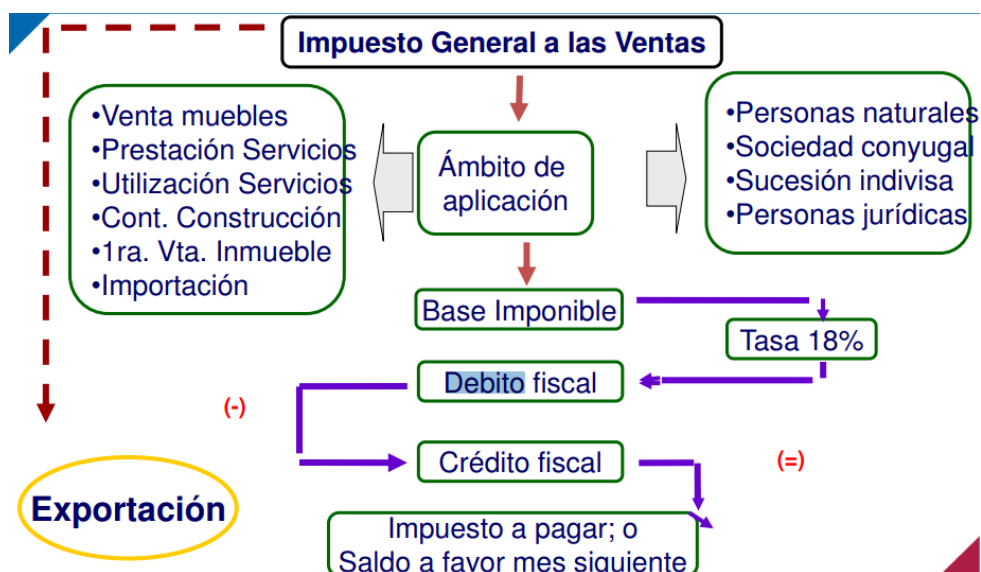 Impuesto General a las Ventas
•Venta muebles
•Prestación Servicios
•Utilización Servicios
•Cont. Construcción
•1ra. Vta. Inmueble
•Importación
Ámbito de
aplicación
•Personas naturales
•Sociedad conyugal
•Sucesión indivisa
•Personas jurídicas
Base Imponible
Tasa 18%
Debito fiscal
(-)
Crédito fiscal
(=)
Exportación
Impuesto a pagar; o
Saldo a favor mes siguiente